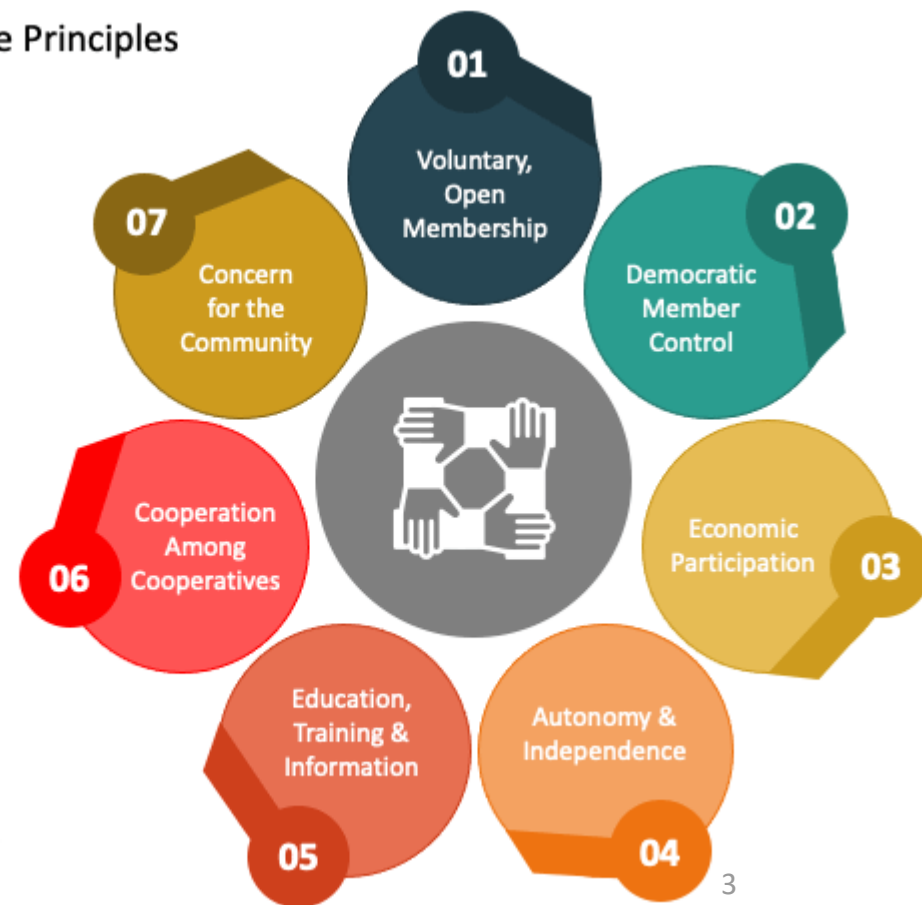 e Principles
01
Voluntary,
Open
Membership
02
Democratic
Member
Control
03
Economic
Participation
04
Autonomy &
Independence
05
Education,
Training &
Information
06
Cooperation
Among
Cooperatives
07
Concern
for the
Community
3